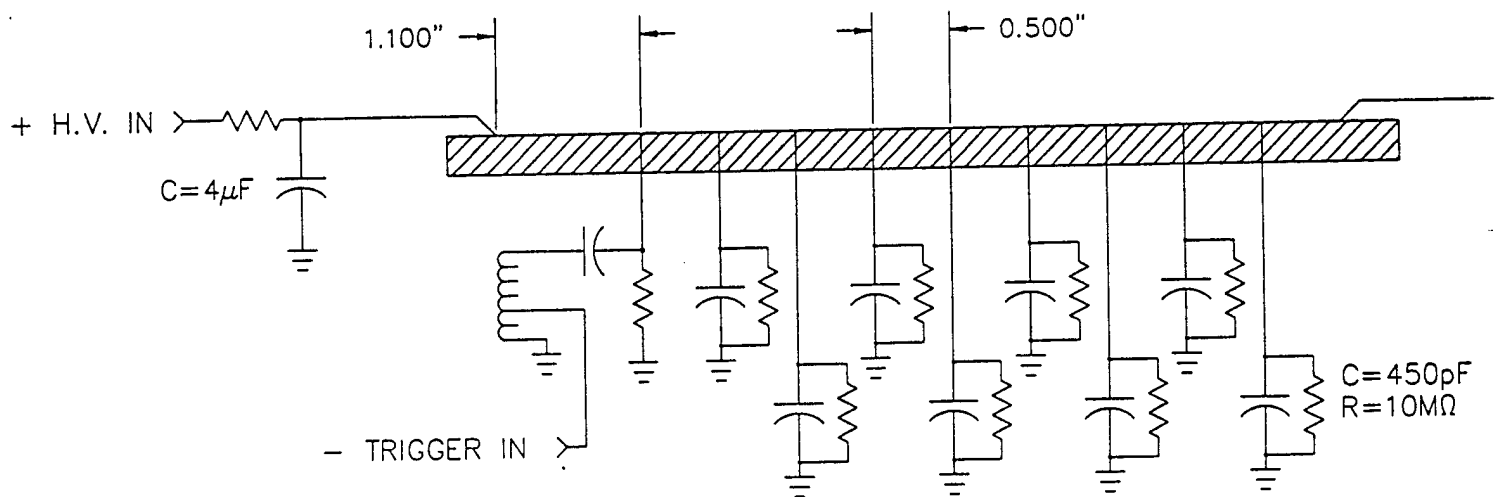 1.100"
0.500"
+ H.V. IN
C=4μF
C=450pF
R=10MΩ
- TRIGGER IN